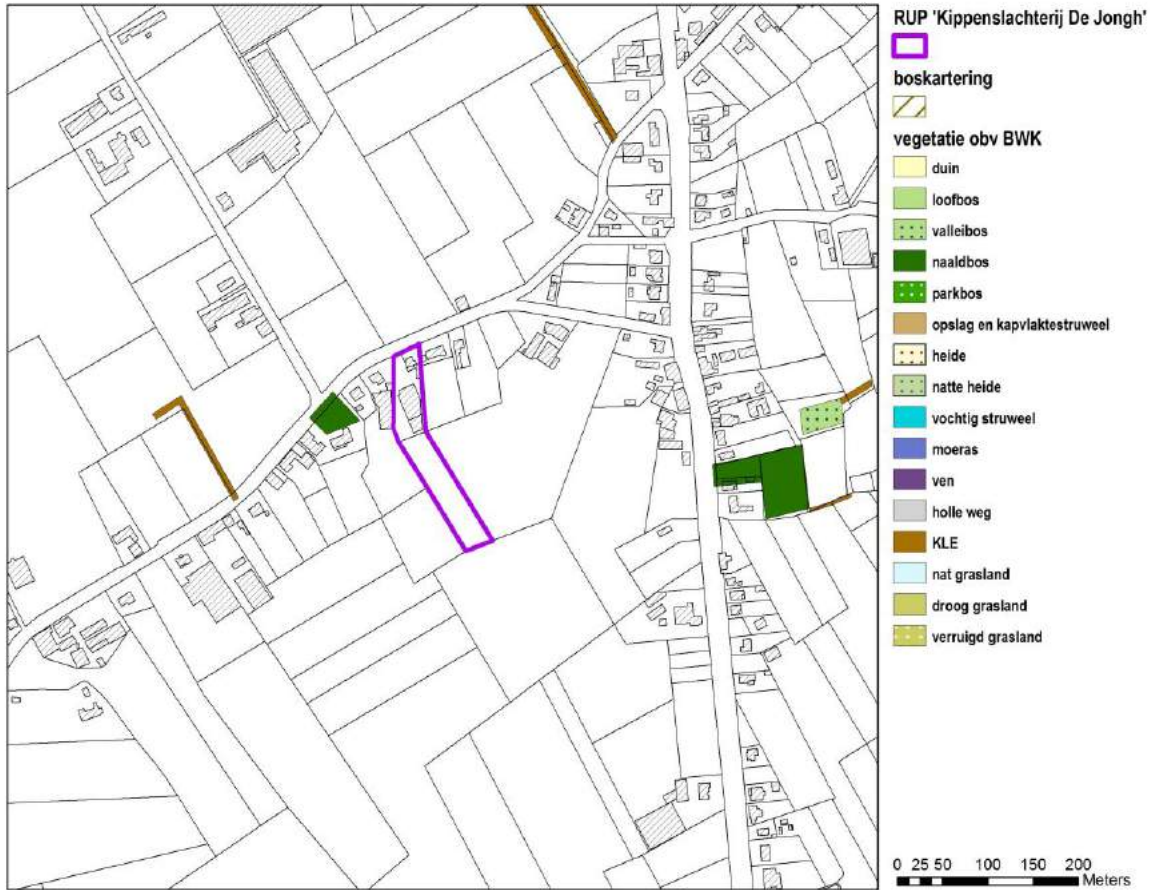 RUP 'Kippenslachterij De Jongh'
boskartering
vegetatie obv BWK
duin
loofbos
valleibos
naaldbos
parkbos
opslag en kapvlaktestruweel
heide
natte heide
vochtig struweel
moeras
ven
holle weg
KLE
nat grasland
droog grasland
verruigd grasland
0 25 50 100 150 200
Meters